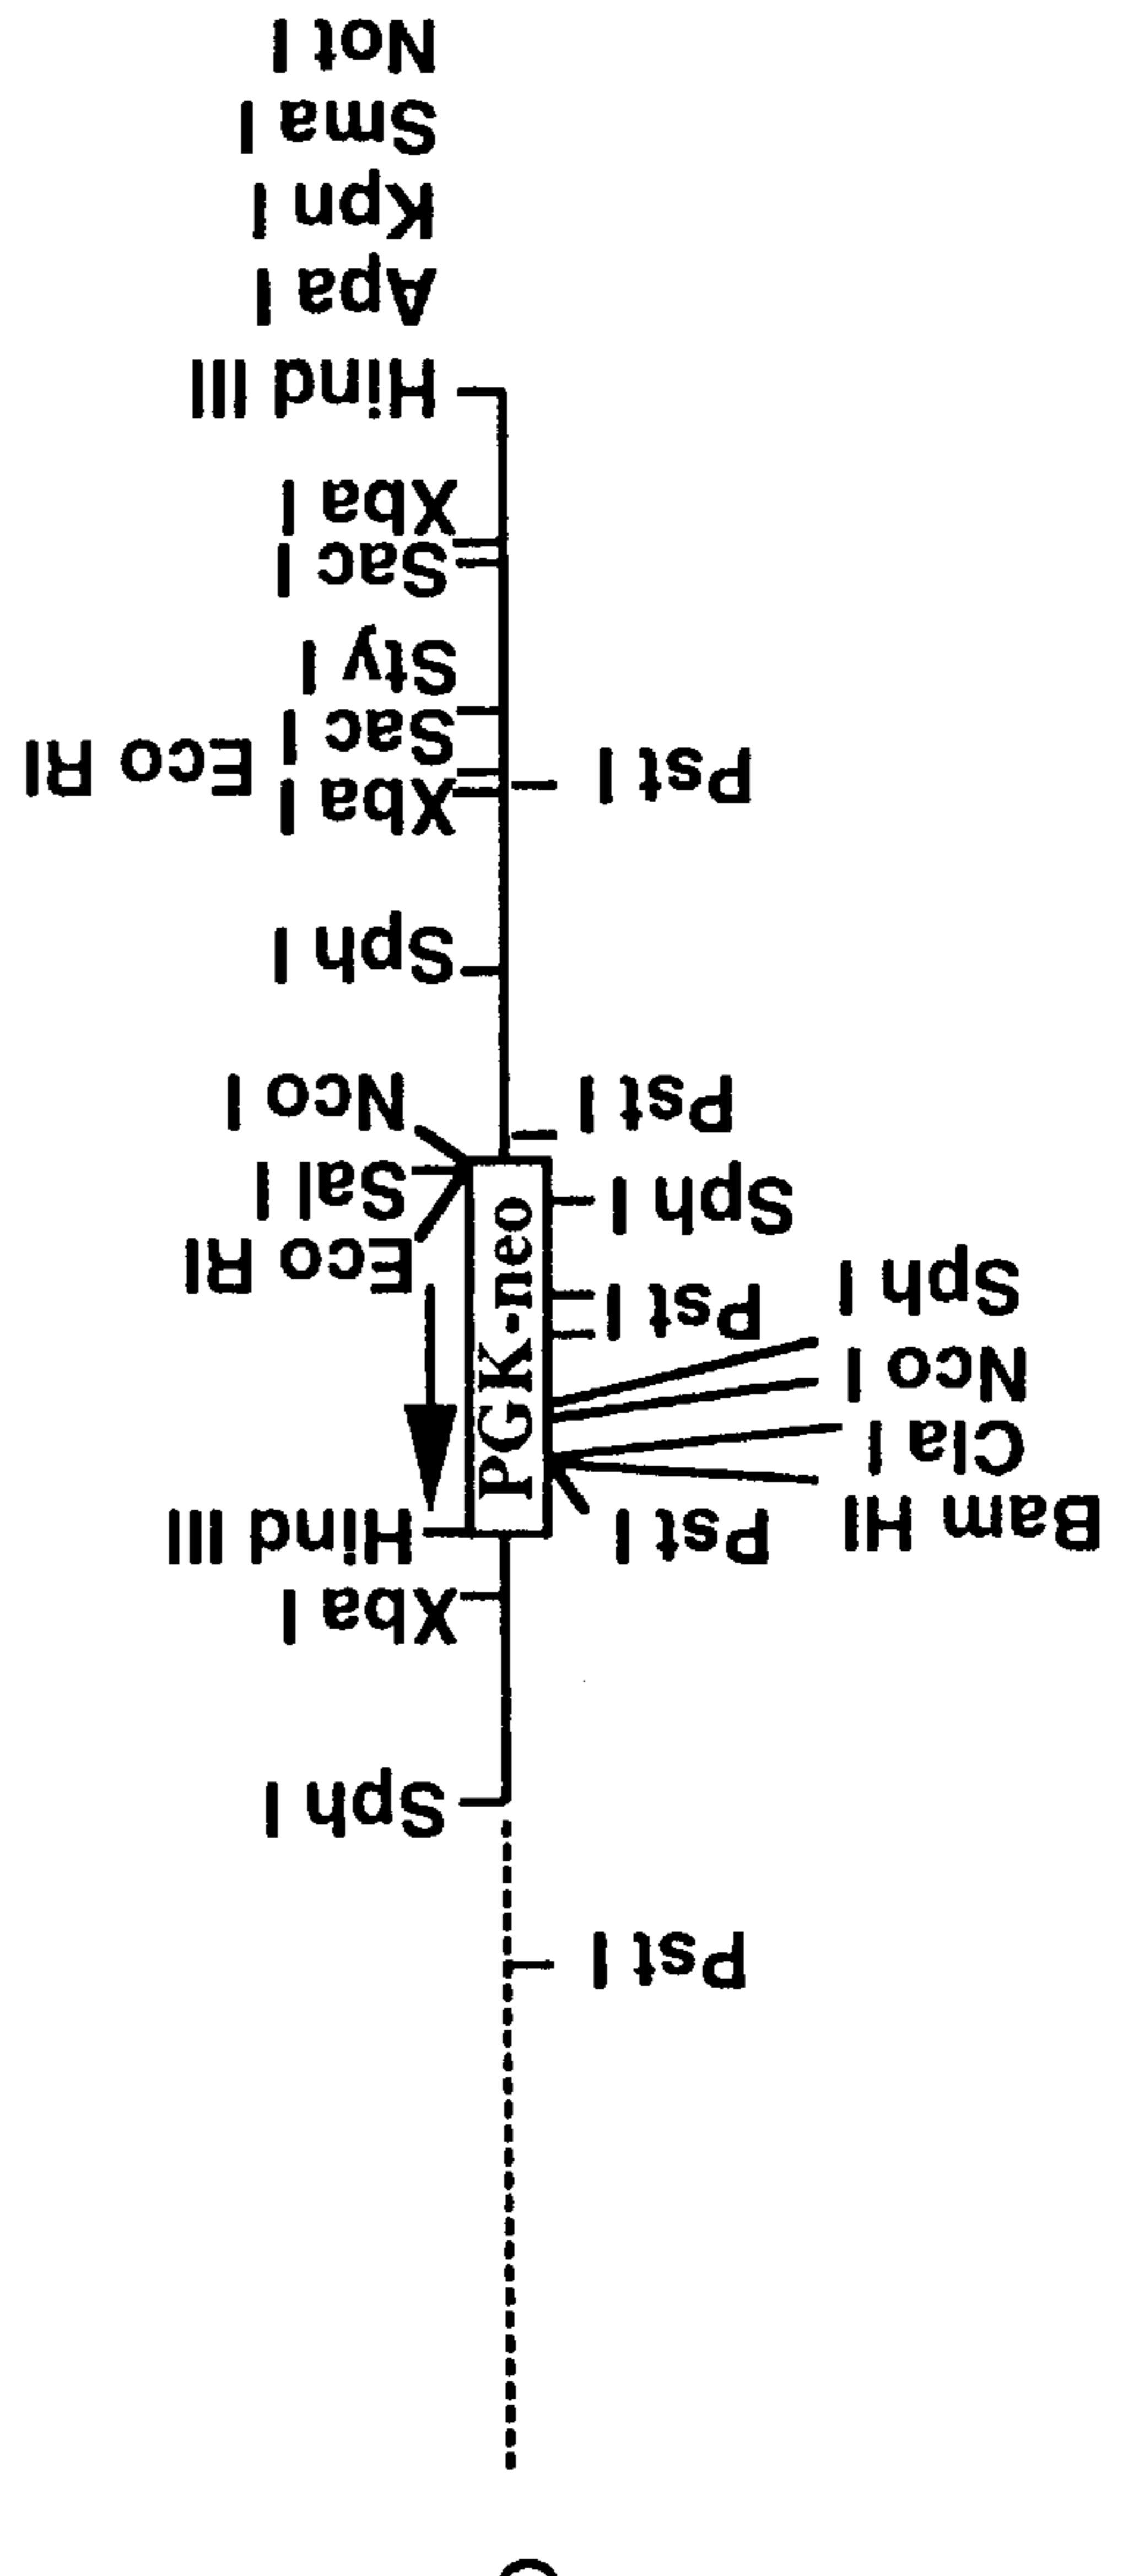 Pst I
Sph I
Xba I
Bam HI
Pst I
Hind III
Cla I
Nco I
Sph I
Pst I
PGK-neo
Eco RI
Sph I
Sal I
Pst I
Nco I
Sph I
Pst I
Xba I
Eco RI
Sac I
Sty I
Sac I
Xba I
Hind III
Apa I
Kpn I
Sma I
Not I